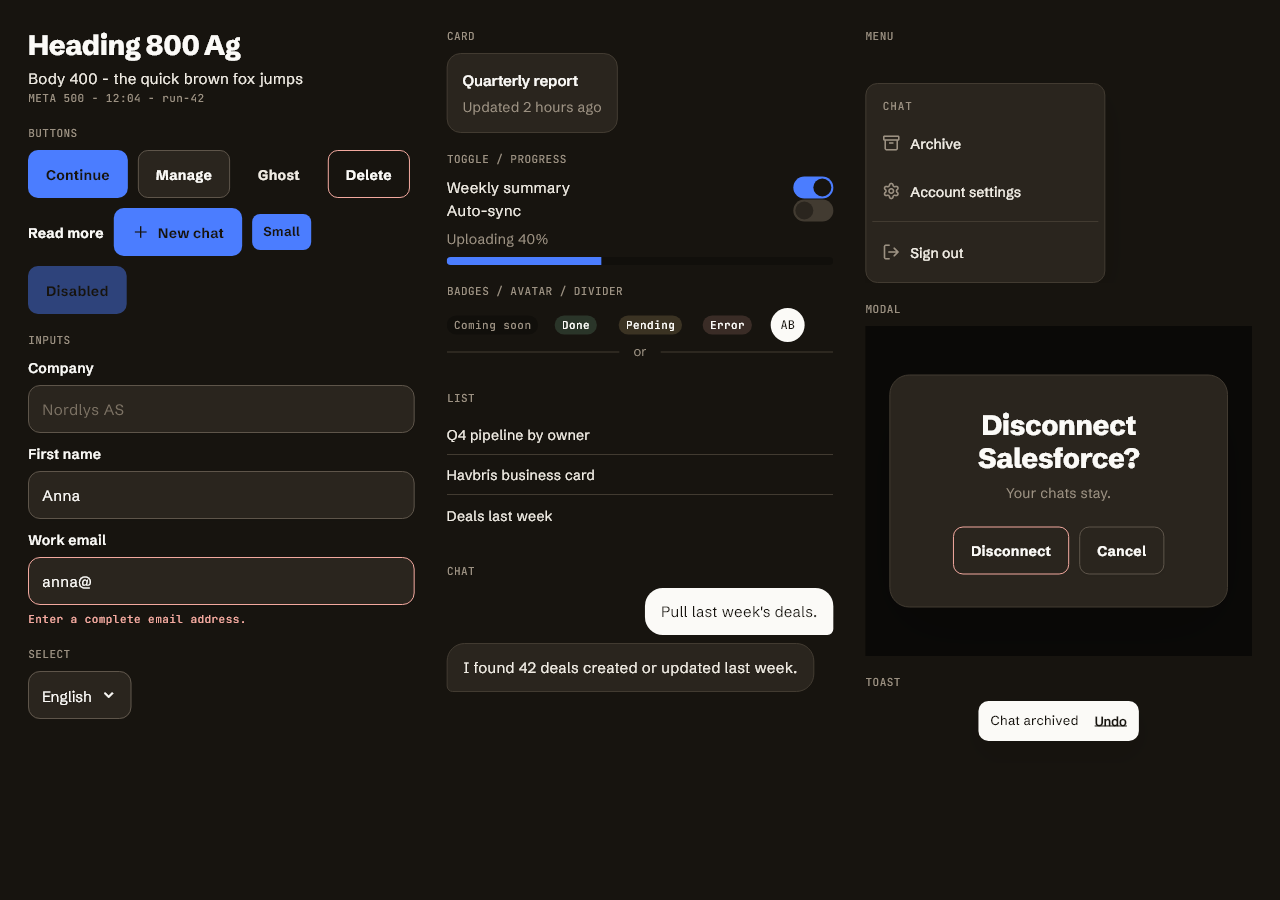 Heading 800 Ag
Body 400 - the quick brown fox jumps
META 500 - 12:04 - run-42
BUTTONS
Continue
Manage
Ghost
Delete
Read more
New chat
Small
Disabled
INPUTS
Company
Nordlys AS
First name
Anna
Work email
anna@
Enter a complete email address.
SELECT
English
CARD
Quarterly report
Updated 2 hours ago
TOGGLE / PROGRESS
Weekly summary
Auto-sync
Uploading 40%
BADGES / AVATAR / DIVIDER
Coming soon
Done
Pending
Error
AB
or
LIST
Q4 pipeline by owner
Havbris business card
Deals last week
CHAT
Pull last week's deals.
I found 42 deals created or updated last week.
MENU
CHAT
Archive
Account settings
Sign out
MODAL
Disconnect
Salesforce?
Your chats stay.
Disconnect
Cancel
TOAST
Chat archived
Undo